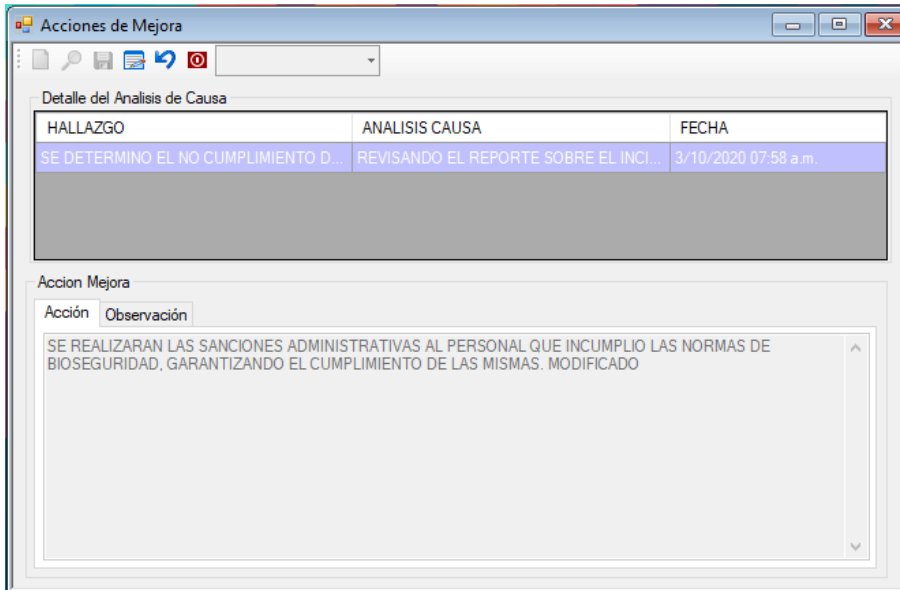 Acciones de Mejora
Detalle del Analisis de Causa
HALLAZGO ANALISIS CAUSA FECHA
SE DETERMINO EL NO CUMPLIMIENTO D... REVISANDO EL REPORTE SOBRE EL INCI... 3/10/2020 07:58 a.m.
Accion Mejora
Acción Observación
SE REALIZARAN LAS SANCIONES ADMINISTRATIVAS AL PERSONAL QUE INCUMPLIO LAS NORMAS DE
BIOSEGURIDAD, GARANTIZANDO EL CUMPLIMIENTO DE LAS MISMAS. MODIFICADO